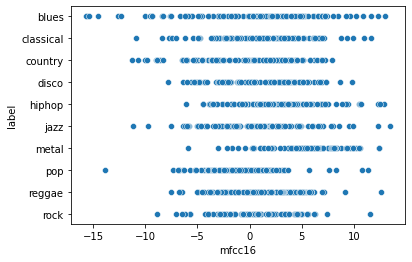 blues
classical
country
disco
hiphop
jazz
metal
pop
reggae
rock
label
−15 −10 −5 0 5 10
mfcc16